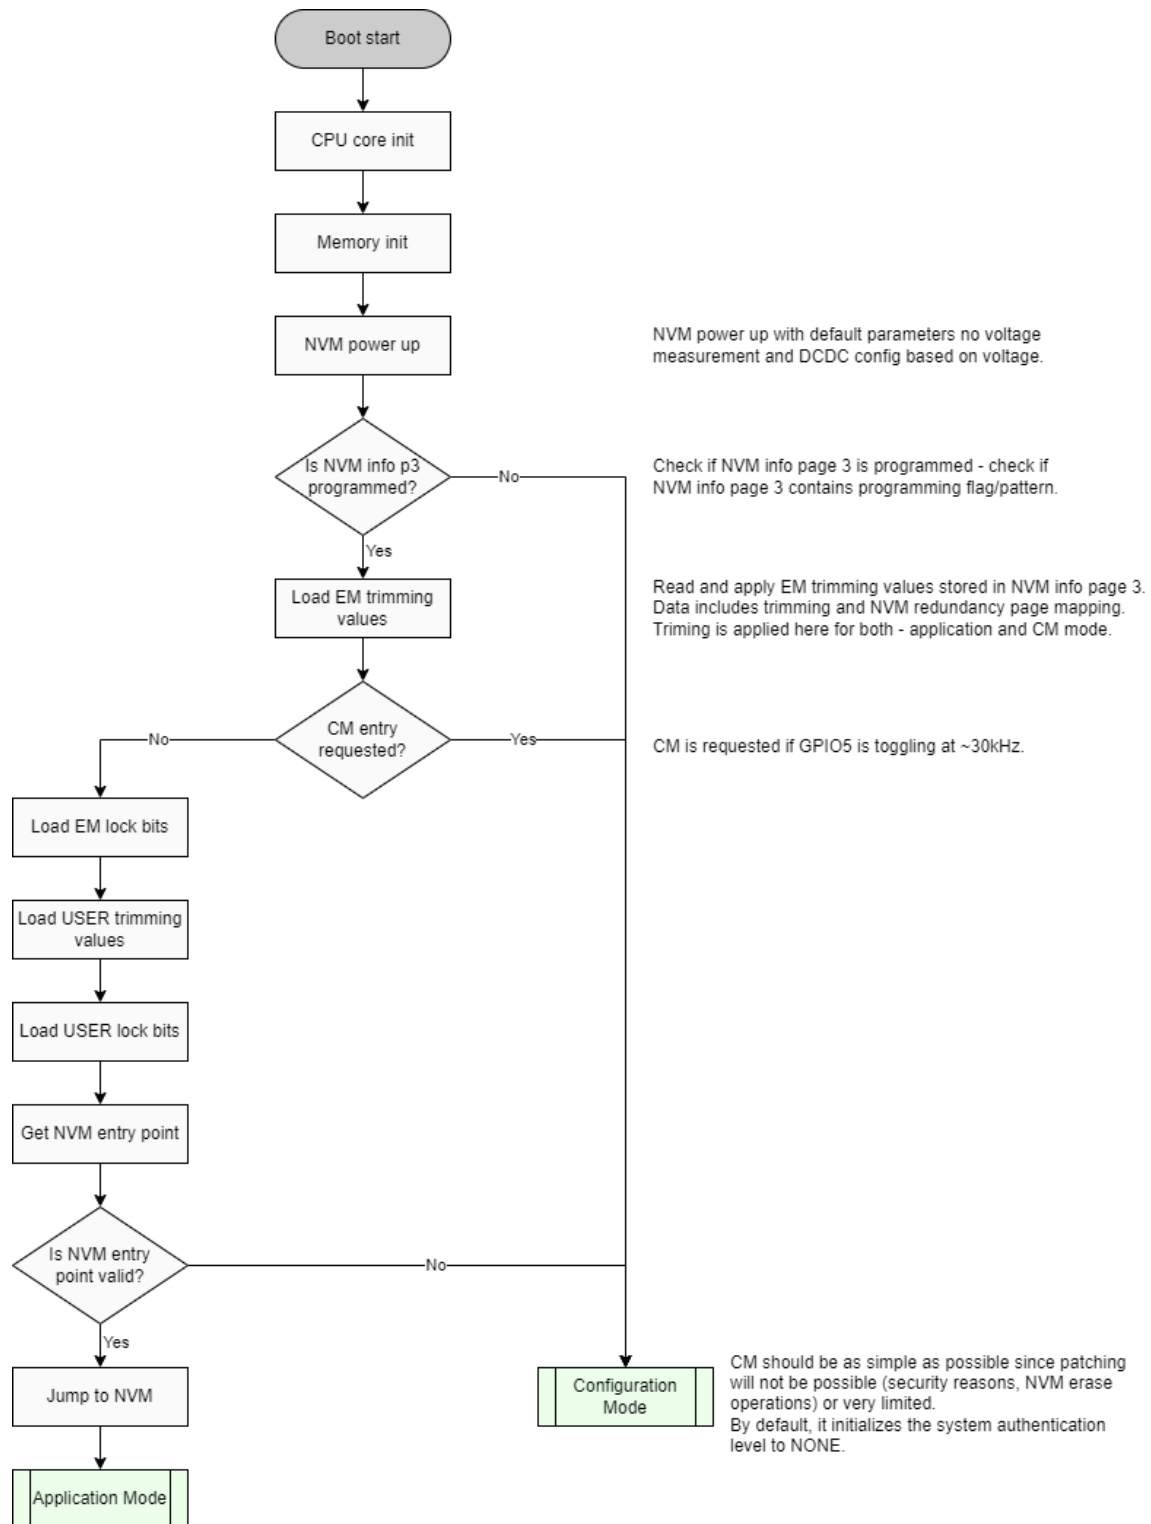 Boot start
CPU core init
Memory init
NVM power up
NVM power up with default parameters no voltage
measurement and DCDC config based on voltage.
Is NVM info p3
programmed?
No
Check if NVM info page 3 is programmed - check if
NVM info page 3 contains programming flag/pattern.
Yes
Load EM trimming
values
Read and apply EM trimming values stored in NVM info page 3.
Data includes trimming and NVM redundancy page mapping.
Triming is applied here for both - application and CM mode.
CM entry
requested?
No
Yes
CM is requested if GPIO5 is toggling at ~30kHz.
Load EM lock bits
Load USER trimming
values
Load USER lock bits
Get NVM entry point
Is NVM entry
point valid?
No
Yes
Jump to NVM
Configuration
Mode
CM should be as simple as possible since patching
will not be possible (security reasons, NVM erase
operations) or very limited.
By default, it initializes the system authentication
level to NONE.
Application Mode